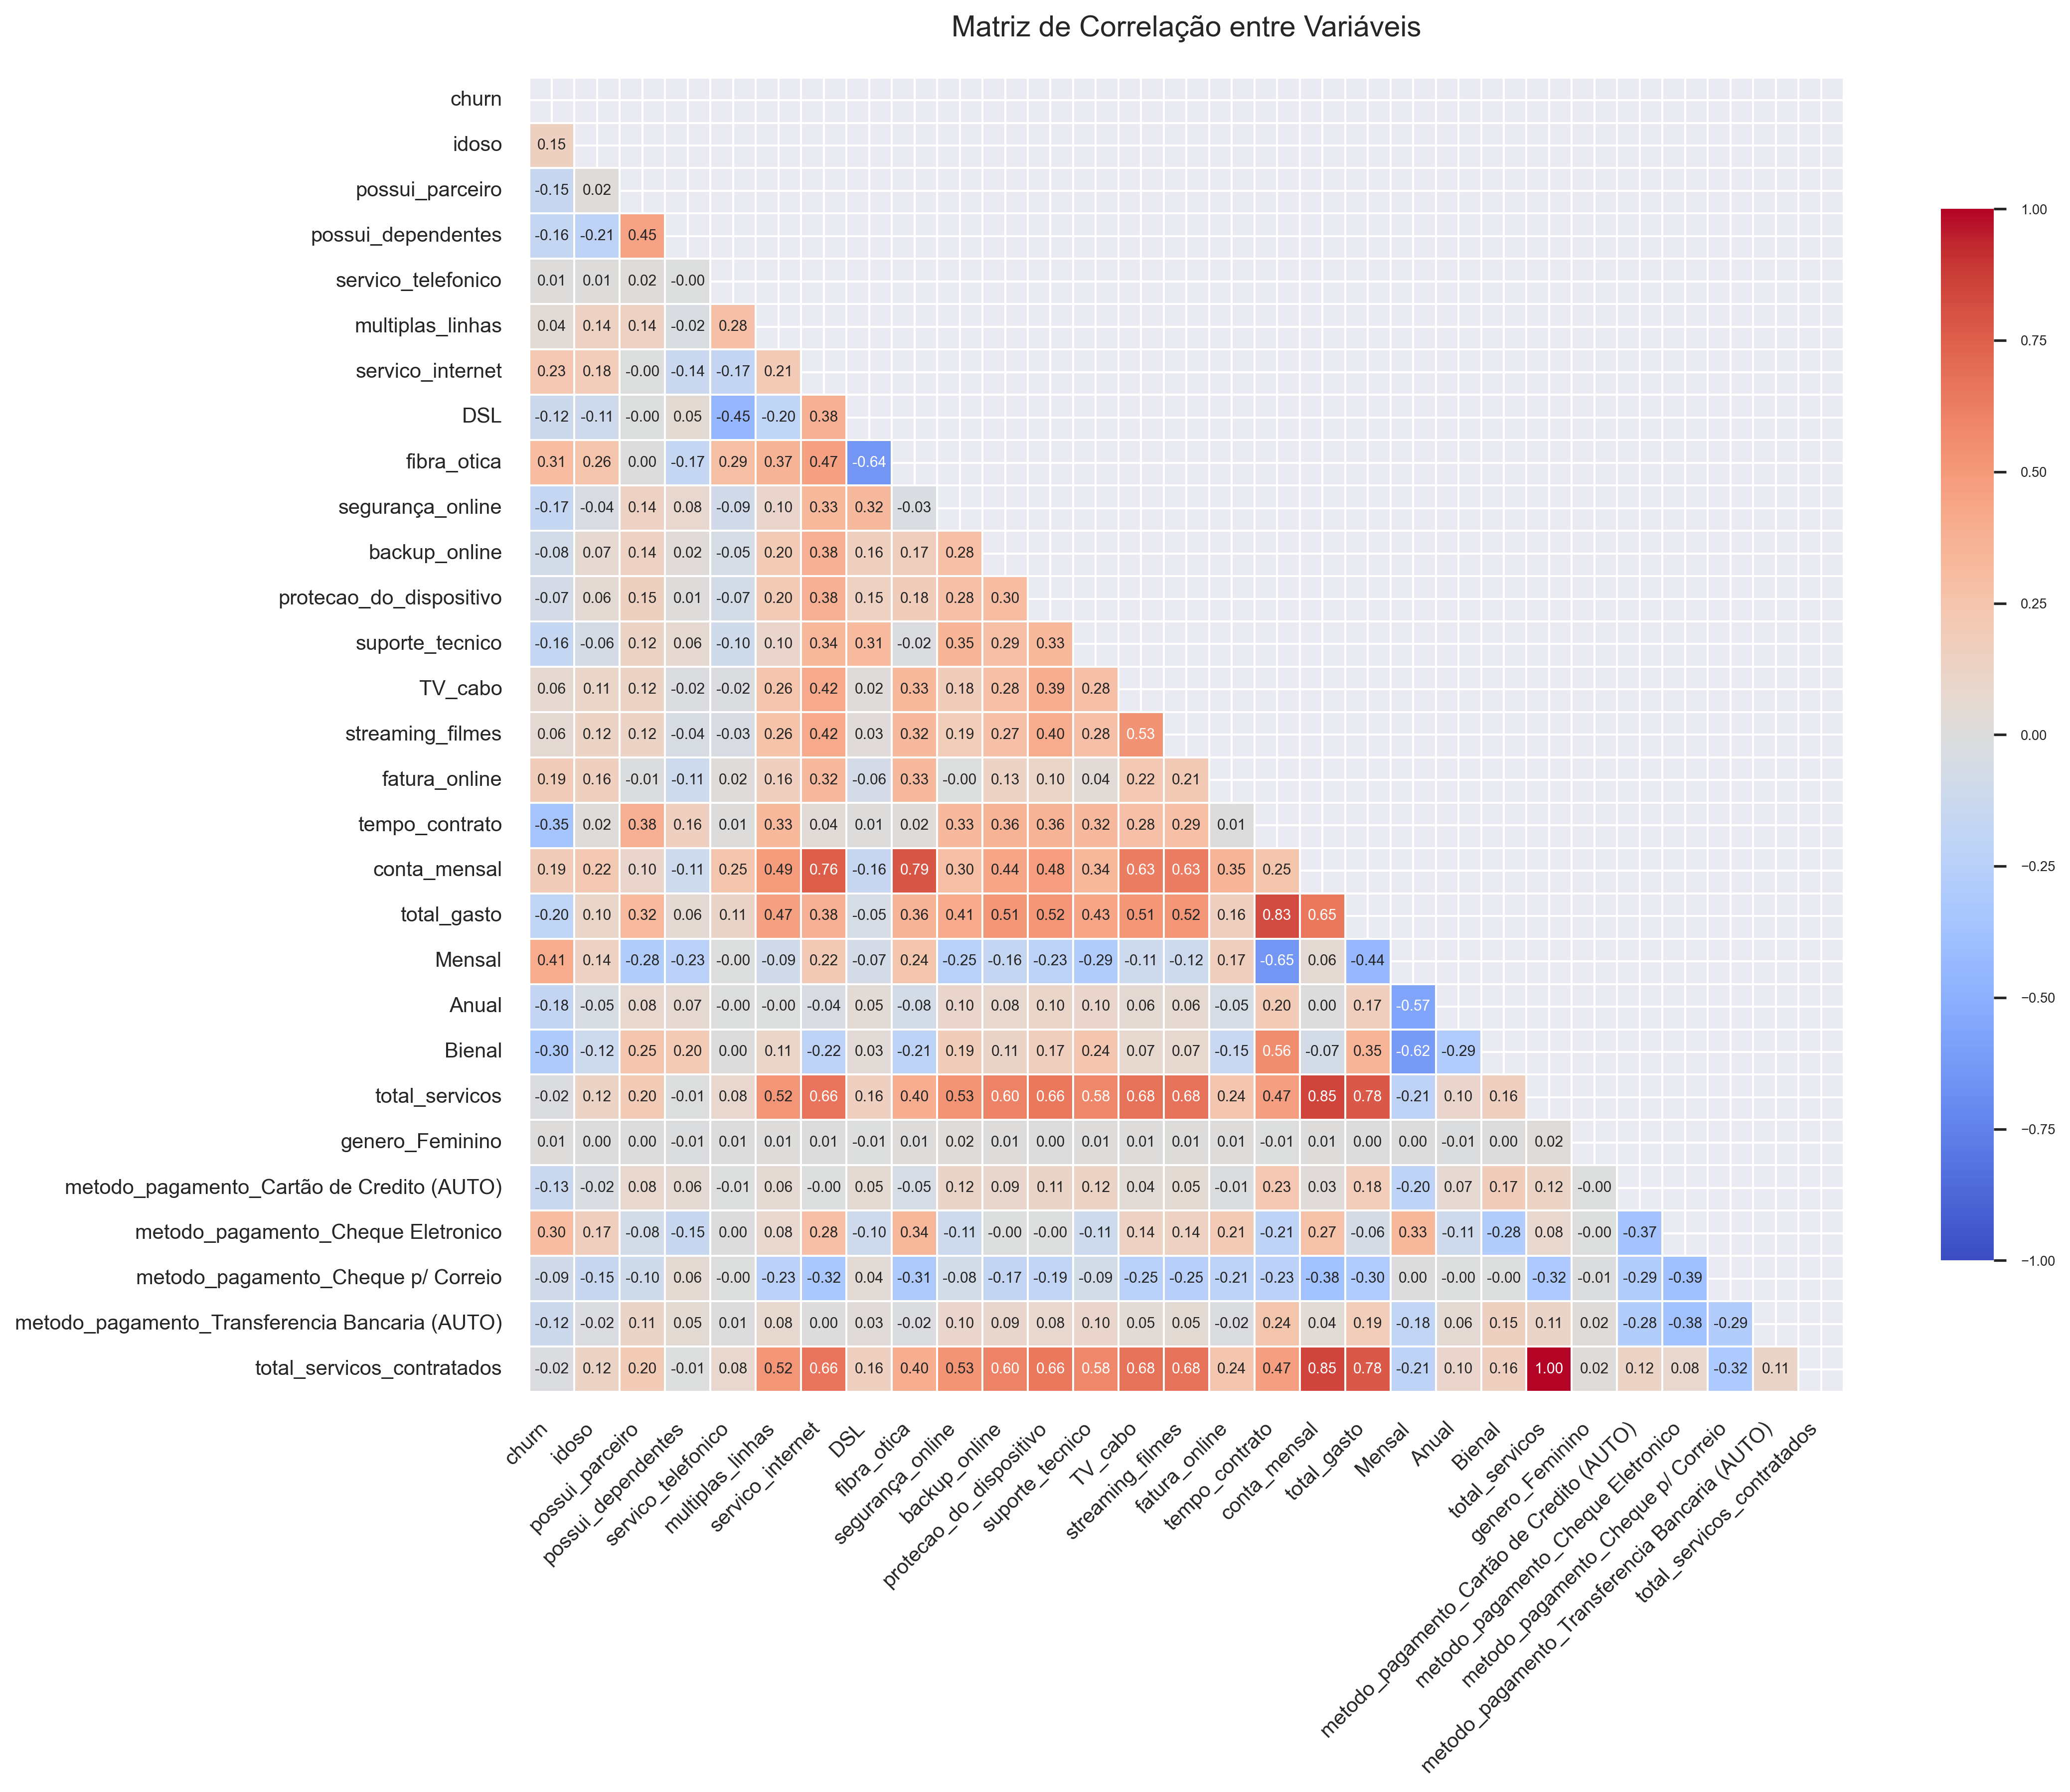 Matriz de Correlação entre Variáveis
churn
idoso 0.15
possui_parceiro -0.15 0.02
possui_dependentes -0.16 -0.21 0.45
servico_telefonico 0.01 0.01 0.02 -0.00
multiplas_linhas 0.04 0.14 0.14 -0.02 0.28
servico_internet 0.23 0.18 -0.00 -0.14 -0.17 0.21
DSL -0.12 -0.11 -0.00 0.05 -0.45 -0.20 0.38
fibra_otica 0.31 0.26 0.00 -0.17 0.29 0.37 0.47 -0.64
segurança_online -0.17 -0.04 0.14 0.08 -0.09 0.10 0.33 0.32 -0.03
backup_online -0.08 0.07 0.14 0.02 -0.05 0.20 0.38 0.16 0.17 0.28
protecao_do_dispositivo -0.07 0.06 0.15 0.01 -0.07 0.20 0.38 0.15 0.18 0.28 0.30
suporte_tecnico -0.16 -0.06 0.12 0.06 -0.10 0.10 0.34 0.31 -0.02 0.35 0.29 0.33
TV_cabo 0.06 0.11 0.12 -0.02 -0.02 0.26 0.42 0.02 0.33 0.18 0.28 0.39 0.28
streaming_filmes 0.06 0.12 0.12 -0.04 -0.03 0.26 0.42 0.03 0.32 0.19 0.27 0.40 0.28 0.53
fatura_online 0.19 0.16 -0.01 -0.11 0.02 0.16 0.32 -0.06 0.33 -0.00 0.13 0.10 0.04 0.22 0.21
tempo_contrato -0.35 0.02 0.38 0.16 0.01 0.33 0.04 0.01 0.02 0.33 0.36 0.36 0.32 0.28 0.29 0.01
conta_mensal 0.19 0.22 0.10 -0.11 0.25 0.49 0.76 -0.16 0.79 0.30 0.44 0.48 0.34 0.63 0.63 0.35 0.25
total_gasto -0.20 0.10 0.32 0.06 0.11 0.47 0.38 -0.05 0.36 0.41 0.51 0.52 0.43 0.51 0.52 0.16 0.83 0.65
Mensal 0.41 0.14 -0.28 -0.23 -0.00 -0.09 0.22 -0.07 0.24 -0.25 -0.16 -0.23 -0.29 -0.11 -0.12 0.17 -0.65 0.06 -0.44
Anual -0.18 -0.05 0.08 0.07 -0.00 -0.00 -0.04 0.05 -0.08 0.10 0.08 0.10 0.10 0.06 0.06 -0.05 0.20 0.00 0.17 -0.57
Bienal -0.30 -0.12 0.25 0.20 0.00 0.11 -0.22 0.03 -0.21 0.19 0.11 0.17 0.24 0.07 0.07 -0.15 0.56 -0.07 0.35 -0.62 -0.29
total_servicos -0.02 0.12 0.20 -0.01 0.08 0.52 0.66 0.16 0.40 0.53 0.60 0.66 0.58 0.68 0.68 0.24 0.47 0.85 0.78 -0.21 0.10 0.16
genero_Feminino 0.01 0.00 0.00 -0.01 0.01 0.01 0.01 -0.01 0.01 0.02 0.01 0.00 0.01 0.01 0.01 0.01 -0.01 0.01 0.00 0.00 -0.01 0.00 0.02
metodo_pagamento_Cartão de Credito (AUTO) -0.13 -0.02 0.08 0.06 -0.01 0.06 -0.00 0.05 -0.05 0.12 0.09 0.11 0.12 0.04 0.05 -0.01 0.23 0.03 0.18 -0.20 0.07 0.17 0.12 -0.00
metodo_pagamento_Cheque Eletronico 0.30 0.17 -0.08 -0.15 0.00 0.08 0.28 -0.10 0.34 -0.11 -0.00 -0.00 -0.11 0.14 0.14 0.21 -0.21 0.27 -0.06 0.33 -0.11 -0.28 0.08 -0.00 -0.37
metodo_pagamento_Cheque p/ Correio -0.09 -0.15 -0.10 0.06 -0.00 -0.23 -0.32 0.04 -0.31 -0.08 -0.17 -0.19 -0.09 -0.25 -0.25 -0.21 -0.23 -0.38 -0.30 0.00 -0.00 -0.00 -0.32 -0.01 -0.29 -0.39
metodo_pagamento_Transferencia Bancaria (AUTO) -0.12 -0.02 0.11 0.05 0.01 0.08 0.00 0.03 -0.02 0.10 0.09 0.08 0.10 0.05 0.05 -0.02 0.24 0.04 0.19 -0.18 0.06 0.15 0.11 0.02 -0.28 -0.38 -0.29
total_servicos_contratados -0.02 0.12 0.20 -0.01 0.08 0.52 0.66 0.16 0.40 0.53 0.60 0.66 0.58 0.68 0.68 0.24 0.47 0.85 0.78 -0.21 0.10 0.16 1.00 0.02 0.12 0.08 -0.32 0.11
churn
idoso
possui_parceiro
possui_dependentes
servico_telefonico
multiplas_linhas
servico_internet
DSL
fibra_otica
segurança_online
backup_online
protecao_do_dispositivo
suporte_tecnico
TV_cabo
streaming_filmes
fatura_online
tempo_contrato
conta_mensal
total_gasto
Mensal
Anual
Bienal
total_servicos
genero_Feminino
metodo_pagamento_Cartão de Credito (AUTO)
metodo_pagamento_Cheque Eletronico
metodo_pagamento_Cheque p/ Correio
metodo_pagamento_Transferencia Bancaria (AUTO)
total_servicos_contratados
1.00
0.75
0.50
0.25
0.00
−0.25
−0.50
−0.75
−1.00